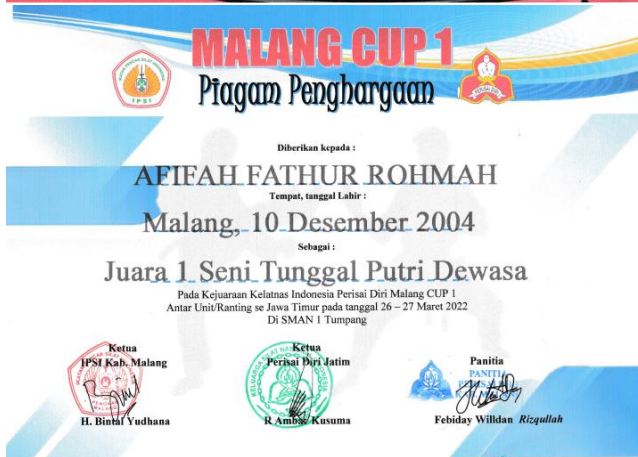 MALANG CUP 1
Piagam Penghargaan
IPSI
Diberikan kepada :
AFIFAH FATHUR ROHMAH
Tempat, tanggal Lahir :
Malang, 10 Desember 2004
Sebagai :
Juara 1 Seni Tunggal Putri Dewasa
Pada Kejuaraan Kelatnas Indonesia Perisai Diri Malang CUP 1
Antar Unit/Ranting se Jawa Timur pada tanggal 26 – 27 Maret 2022
Di SMAN 1 Tumpang
Ketua
IPSI Kab. Malang
H. Bintal Yudhana
Ketua
Perisai Diri Jatim
R Ambar Kusuma
Panitia
PANITIA
Febiday Willdan Rizqullah